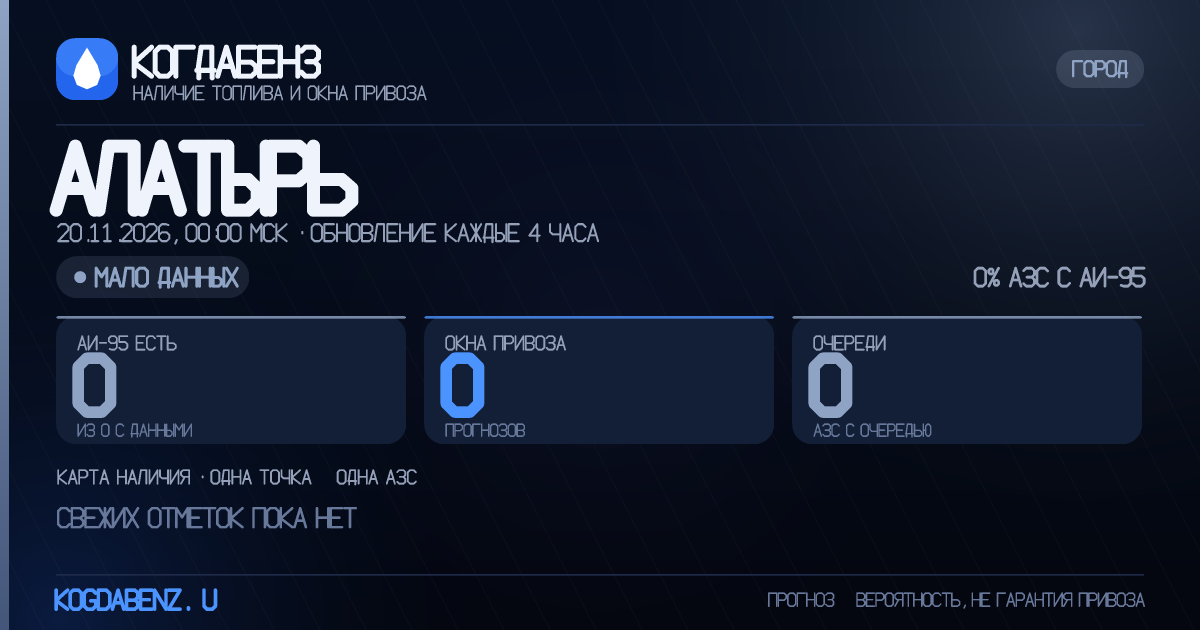 КОГДАБЕНЗ
НАЛИЧИЕ ТОПЛИВА И ОКНА ПРИВОЗА
ГОРОД
АЛАТЫРЬ
20.11.2026, 00:00 МСК · ОБНОВЛЕНИЕ КАЖДЫЕ 4 ЧАСА
МАЛО ДАННЫХ
0% АЗС С АИ-95
АИ-95 ЕСТЬ
0
ИЗ 0 С ДАННЫМИ
ОКНА ПРИВОЗА
0
ПРОГНОЗОВ
ОЧЕРЕДИ
0
АЗС С ОЧЕРЕДЬЮ
КАРТА НАЛИЧИЯ · ОДНА ТОЧКА ОДНА АЗС
СВЕЖИХ ОТМЕТОК ПОКА НЕТ
KOGDABENZ. U
ПРОГНОЗ ВЕРОЯТНОСТЬ, НЕ ГАРАНТИЯ ПРИВОЗА